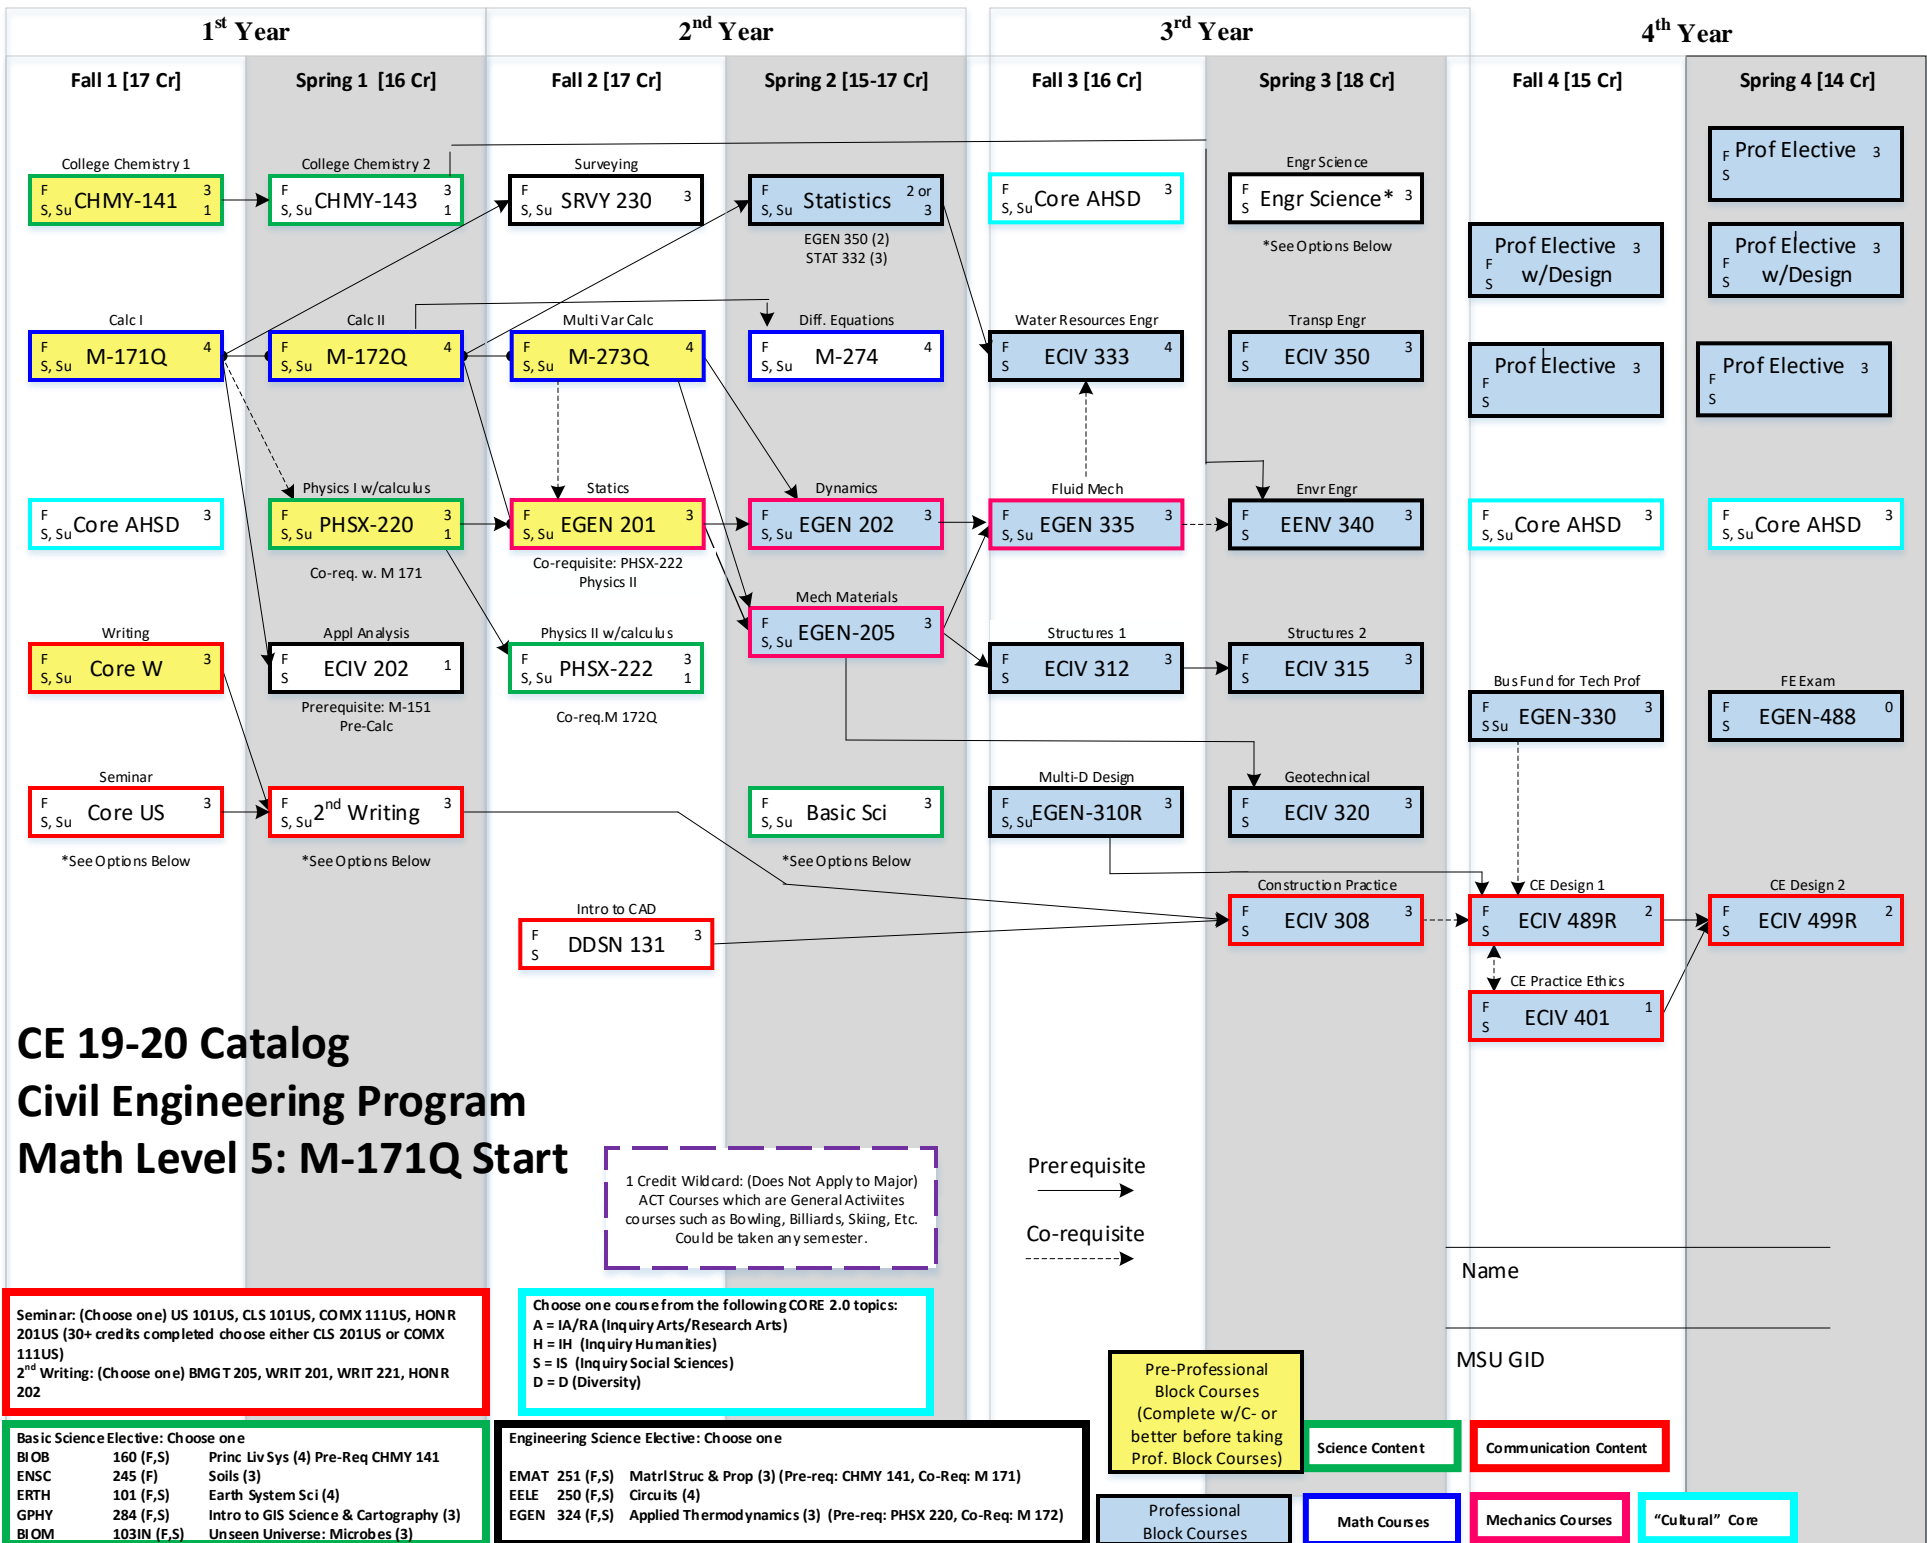 1st Year
2nd Year
3rd Year
4th Year
Fall 1 [17 Cr]
Spring 1 [16 Cr]
Fall 2 [17 Cr]
Spring 2 [15-17 Cr]
Fall 3 [16 Cr]
Spring 3 [18 Cr]
Fall 4 [15 Cr]
Spring 4 [14 Cr]
College Chemistry 1
F
S, Su
CHMY-141
3
1
College Chemistry 2
F
S, Su
CHMY-143
3
1
Surveying
F
S, Su
SRVY 230
3
F
S, Su
Statistics
2 or
3
EGEN 350 (2)
STAT 332 (3)
F
S, Su
Core AHSD
3
Engr Science
F
S
Engr Science*
3
*See Options Below
F
S
Prof Elective
3
Prof Elective
w/Design
F
S
3
Prof Elective
w/Design
F
S
3
Calc I
F
S, Su
M-171Q
4
Calc II
F
S, Su
M-172Q
4
Multi Var Calc
F
S, Su
M-273Q
4
Diff. Equations
F
S, Su
M-274
4
Water Resources Engr
F
S
ECIV 333
4
Transp Engr
F
S
ECIV 350
3
Prof Elective
F
S
3
Prof Elective
F
S
3
F
S, Su
Core AHSD
3
Physics I w/calculus
F
S, Su
PHSX-220
3
1
Co-req. w. M 171
Statics
F
S, Su
EGEN 201
3
Co-requisite: PHSX-222
Physics II
Dynamics
F
S, Su
EGEN 202
3
Fluid Mech
F
S, Su
EGEN 335
3
Envr Engr
F
S
EENV 340
3
F
S, Su
Core AHSD
3
F
S, Su
Core AHSD
3
Writing
F
S, Su
Core W
3
Appl Analysis
F
S
ECIV 202
1
Prerequisite: M-151
Pre-Calc
Physics II w/calculus
F
S, Su
PHSX-222
3
1
Co-req.M 172Q
Mech Materials
F
S, Su
EGEN-205
3
Structures 1
F
S
ECIV 312
3
Structures 2
F
S
ECIV 315
3
Bus Fund for Tech Prof
F
S Su
EGEN-330
3
FE Exam
F
S
EGEN-488
0
Seminar
F
S, Su
Core US
3
*See Options Below
F
S, Su
2nd Writing
3
*See Options Below
F
S, Su
Basic Sci
3
*See Options Below
Multi-D Design
F
S, Su
EGEN-310R
3
Geotechnical
F
S
ECIV 320
3
Intro to CAD
F
S
DDSN 131
3
Construction Practice
F
S
ECIV 308
3
CE Design 1
F
S
ECIV 489R
2
CE Design 2
F
S
ECIV 499R
2
CE Practice Ethics
F
S
ECIV 401
1
CE 19-20 Catalog
Civil Engineering Program
Math Level 5: M-171Q Start
1 Credit Wildcard: (Does Not Apply to Major)
ACT Courses which are General Activiites
courses such as Bowling, Billiards, Skiing, Etc.
Could be taken any semester.
Prerequisite
Co-requisite
Name
MSU GID
Seminar: (Choose one) US 101US, CLS 101US, COMX 111US, HONR
201US (30+ credits completed choose either CLS 201US or COMX
111US)
2nd Writing: (Choose one) BMGT 205, WRIT 201, WRIT 221, HONR
202
Choose one course from the following CORE 2.0 topics:
A = IA/RA (Inquiry Arts/Research Arts)
H = IH (Inquiry Humanities)
S = IS (Inquiry Social Sciences)
D = D (Diversity)
Basic Science Elective: Choose one
BIOB 160 (F,S) Princ Liv Sys (4) Pre-Req CHMY 141
ENSC 245 (F) Soils (3)
ERTH 101 (F,S) Earth System Sci (4)
GPHY 284 (F,S) Intro to GIS Science & Cartography (3)
BIOM 103IN (F,S) Unseen Universe: Microbes (3)
Engineering Science Elective: Choose one
EMAT 251 (F,S) Matrl Struc & Prop (3) (Pre-req: CHMY 141, Co-Req: M 171)
EELE 250 (F,S) Circuits (4)
EGEN 324 (F,S) Applied Thermodynamics (3) (Pre-req: PHSX 220, Co-Req: M 172)
Pre-Professional
Block Courses
(Complete w/C- or
better before taking
Prof. Block Courses)
Professional
Block Courses
Science Content
Communication Content
Math Courses
Mechanics Courses
“Cultural” Core